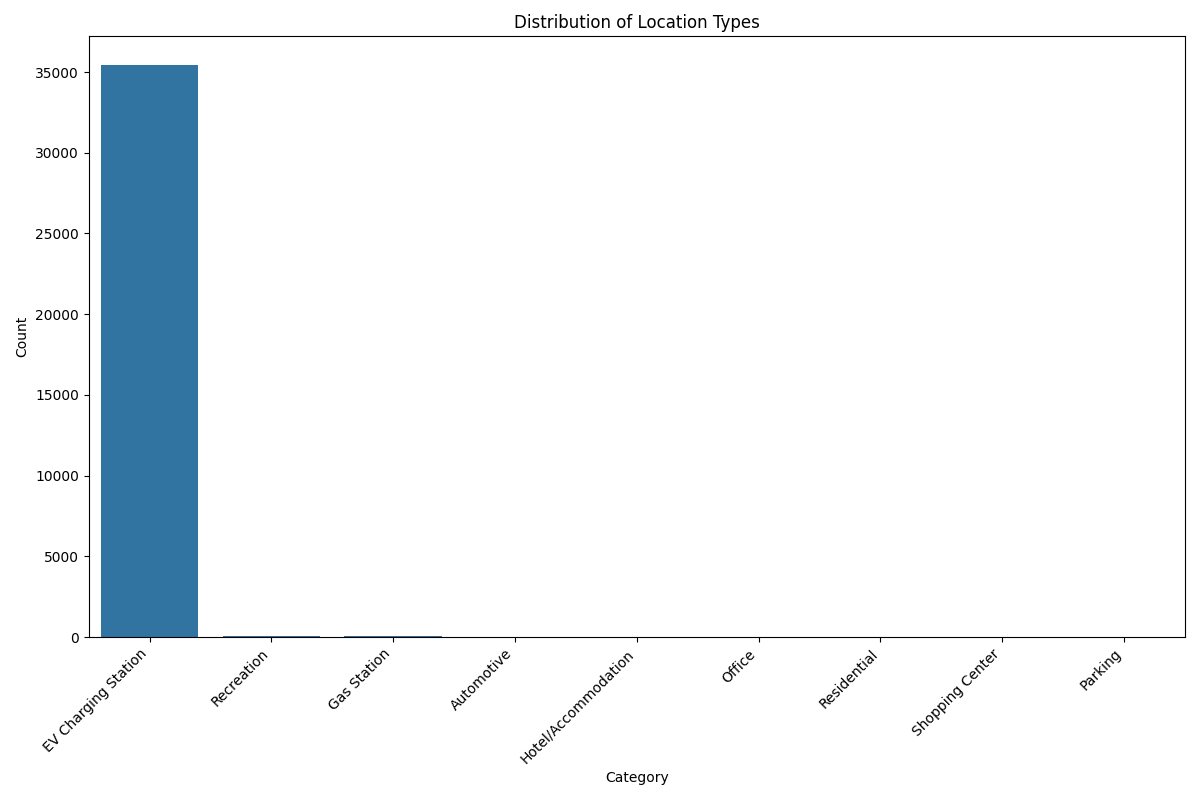 Distribution of Location Types
Count
35000
30000
25000
20000
15000
10000
5000
0
EV Charging Station
Recreation
Gas Station
Automotive
Hotel/Accommodation
Office
Residential
Shopping Center
Parking
Category